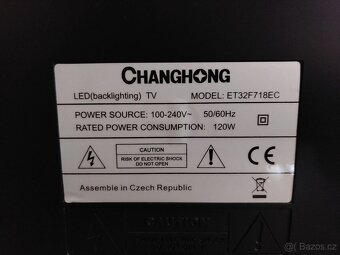 CHANGHONG
LED(backlighting) TV MODEL: ET32F718EC
POWER SOURCE: 100-240V~ 50/60Hz
RATED POWER CONSUMPTION: 120W
CAUTION
RISK OF ELECTRIC SHOCK
DO NOT OPEN
CE
Assemble in Czech Republic
CAUTION
Bazos.cz